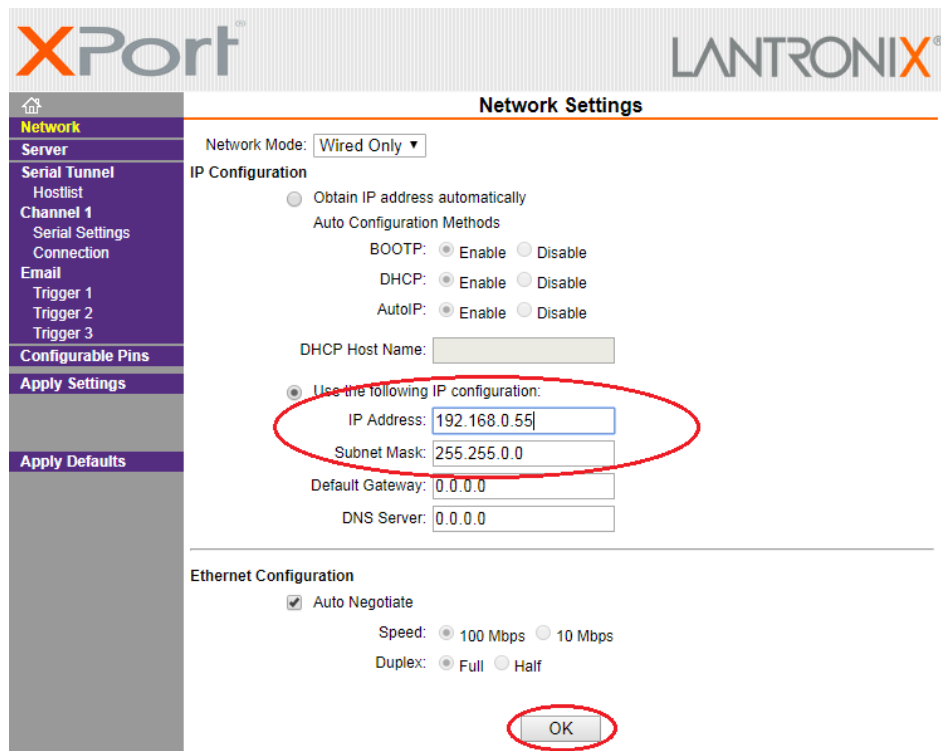 XPort®
LANTRONIX®
Network
Server
Serial Tunnel
Hostlist
Channel 1
Serial Settings
Connection
Email
Trigger 1
Trigger 2
Trigger 3
Configurable Pins
Apply Settings
Apply Defaults
Network Settings
Network Mode: Wired Only
IP Configuration
Obtain IP address automatically
Auto Configuration Methods
BOOTP: Enable Disable
DHCP: Enable Disable
AutoIP: Enable Disable
DHCP Host Name:
Use the following IP configuration:
IP Address: 192.168.0.55
Subnet Mask: 255.255.0.0
Default Gateway: 0.0.0.0
DNS Server: 0.0.0.0
Ethernet Configuration
Auto Negotiate
Speed: 100 Mbps 10 Mbps
Duplex: Full Half
OK